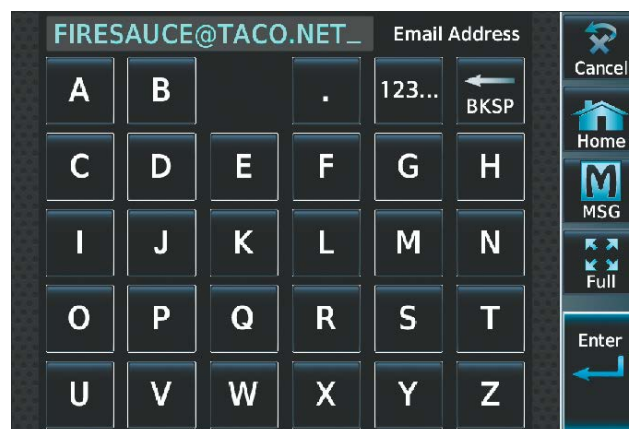 FIRESAUCE@TACO.NET_ Email Address
Cancel
A B . 123... BKSP
Home
C D E F G H
MSG
I J K L M N
Full
O P Q R S T
Enter
U V W X Y Z